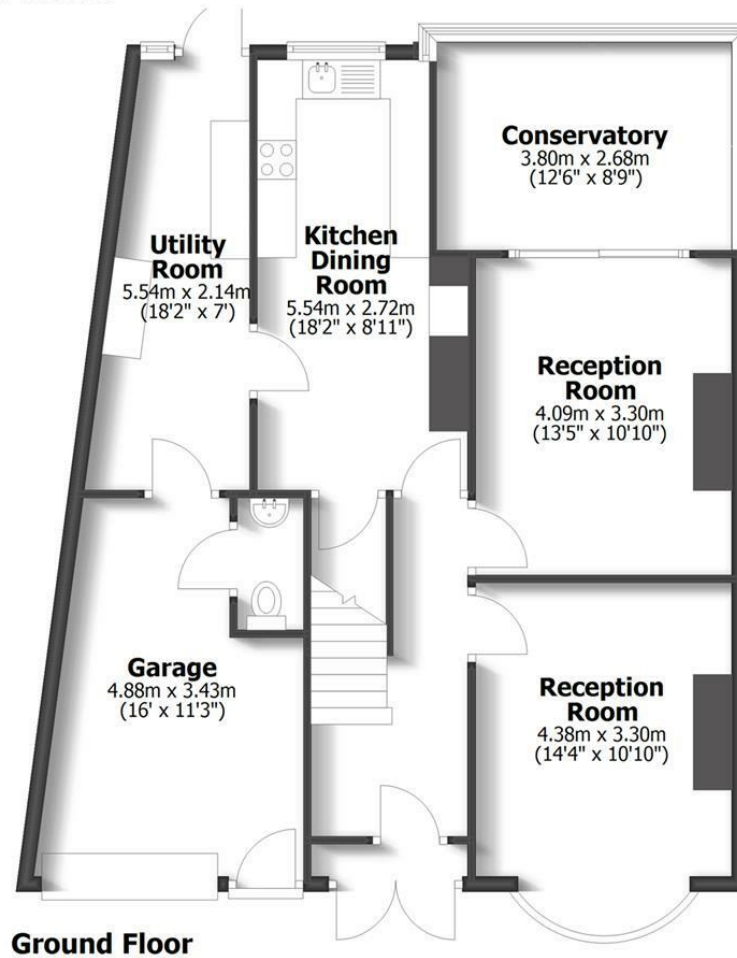 Conservatory
3.80m x 2.68m
(12'6" x 8'9")
Utility
Room
5.54m x 2.14m
(18'2" x 7')
Kitchen
Dining
Room
5.54m x 2.72m
(18'2" x 8'11")
Reception
Room
4.09m x 3.30m
(13'5" x 10'10")
Garage
4.88m x 3.43m
(16' x 11'3")
Reception
Room
4.38m x 3.30m
(14'4" x 10'10")
Ground Floor